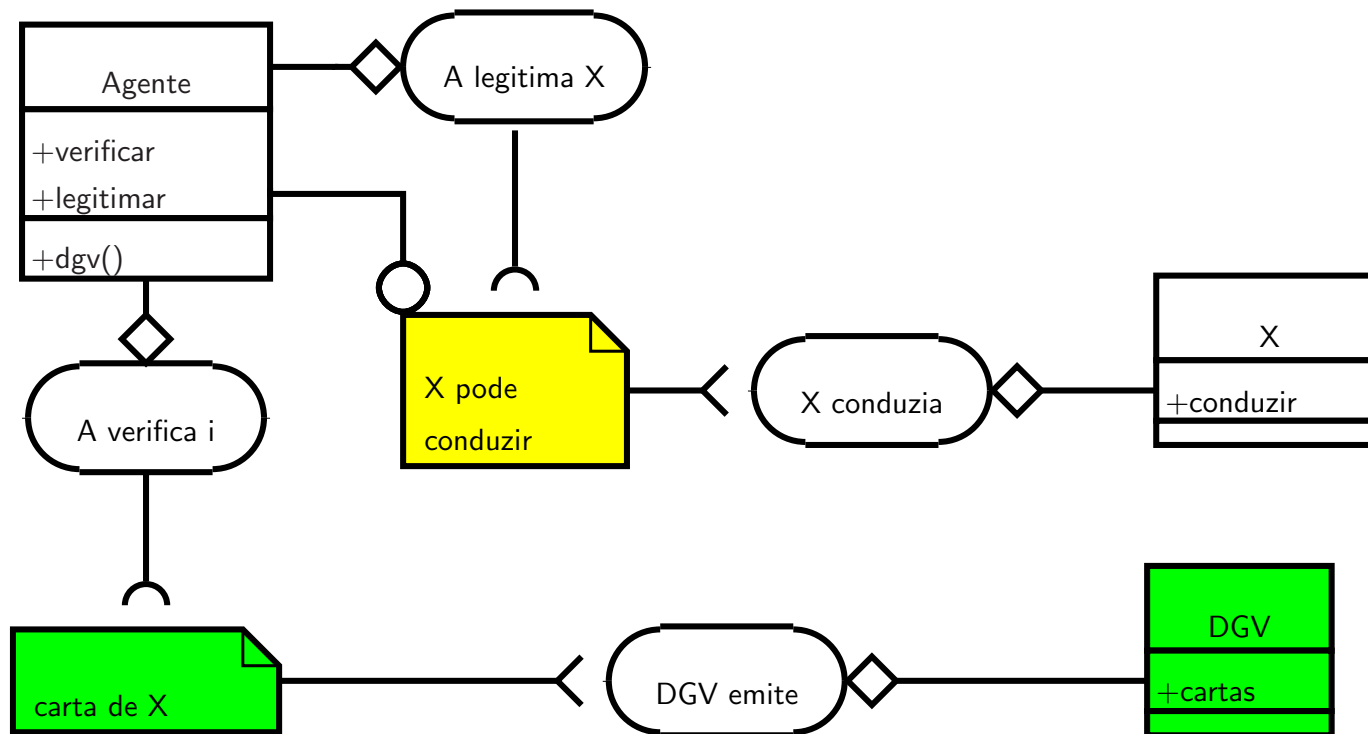 Agente
+verificar
+legitimar
+dgv()
A legitima X
X pode
conduzir
X conduzia
X
+conduzir
A verifica i
carta de X
DGV emite
DGV
+cartas